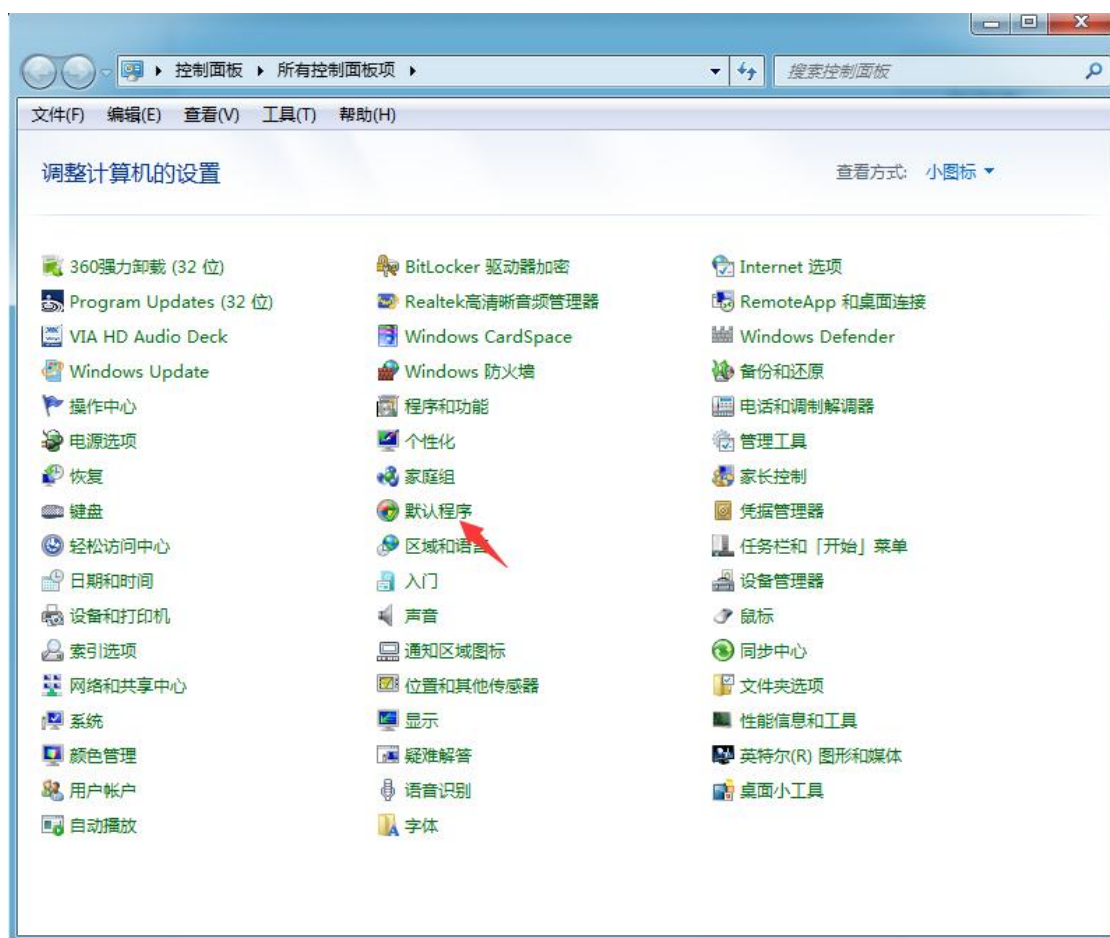 控制面板 ▸ 所有控制面板项 ▸ 搜索控制面板
文件(F) 编辑(E) 查看(V) 工具(T) 帮助(H)
调整计算机的设置 查看方式: 小图标
360强力卸载 (32 位) BitLocker 驱动器加密 Internet 选项
Program Updates (32 位) Realtek高清晰音频管理器 RemoteApp 和桌面连接
VIA HD Audio Deck Windows CardSpace Windows Defender
Windows Update Windows 防火墙 备份和还原
操作中心 程序和功能 电话和调制解调器
电源选项 个性化 管理工具
恢复 家庭组 家长控制
键盘 默认程序 凭据管理器
轻松访问中心 区域和语言 任务栏和「开始」菜单
日期和时间 入门 设备管理器
设备和打印机 声音 鼠标
索引选项 通知区域图标 同步中心
网络和共享中心 位置和其他传感器 文件夹选项
系统 显示 性能信息和工具
颜色管理 疑难解答 英特尔(R) 图形和媒体
用户帐户 语音识别 桌面小工具
自动播放 字体